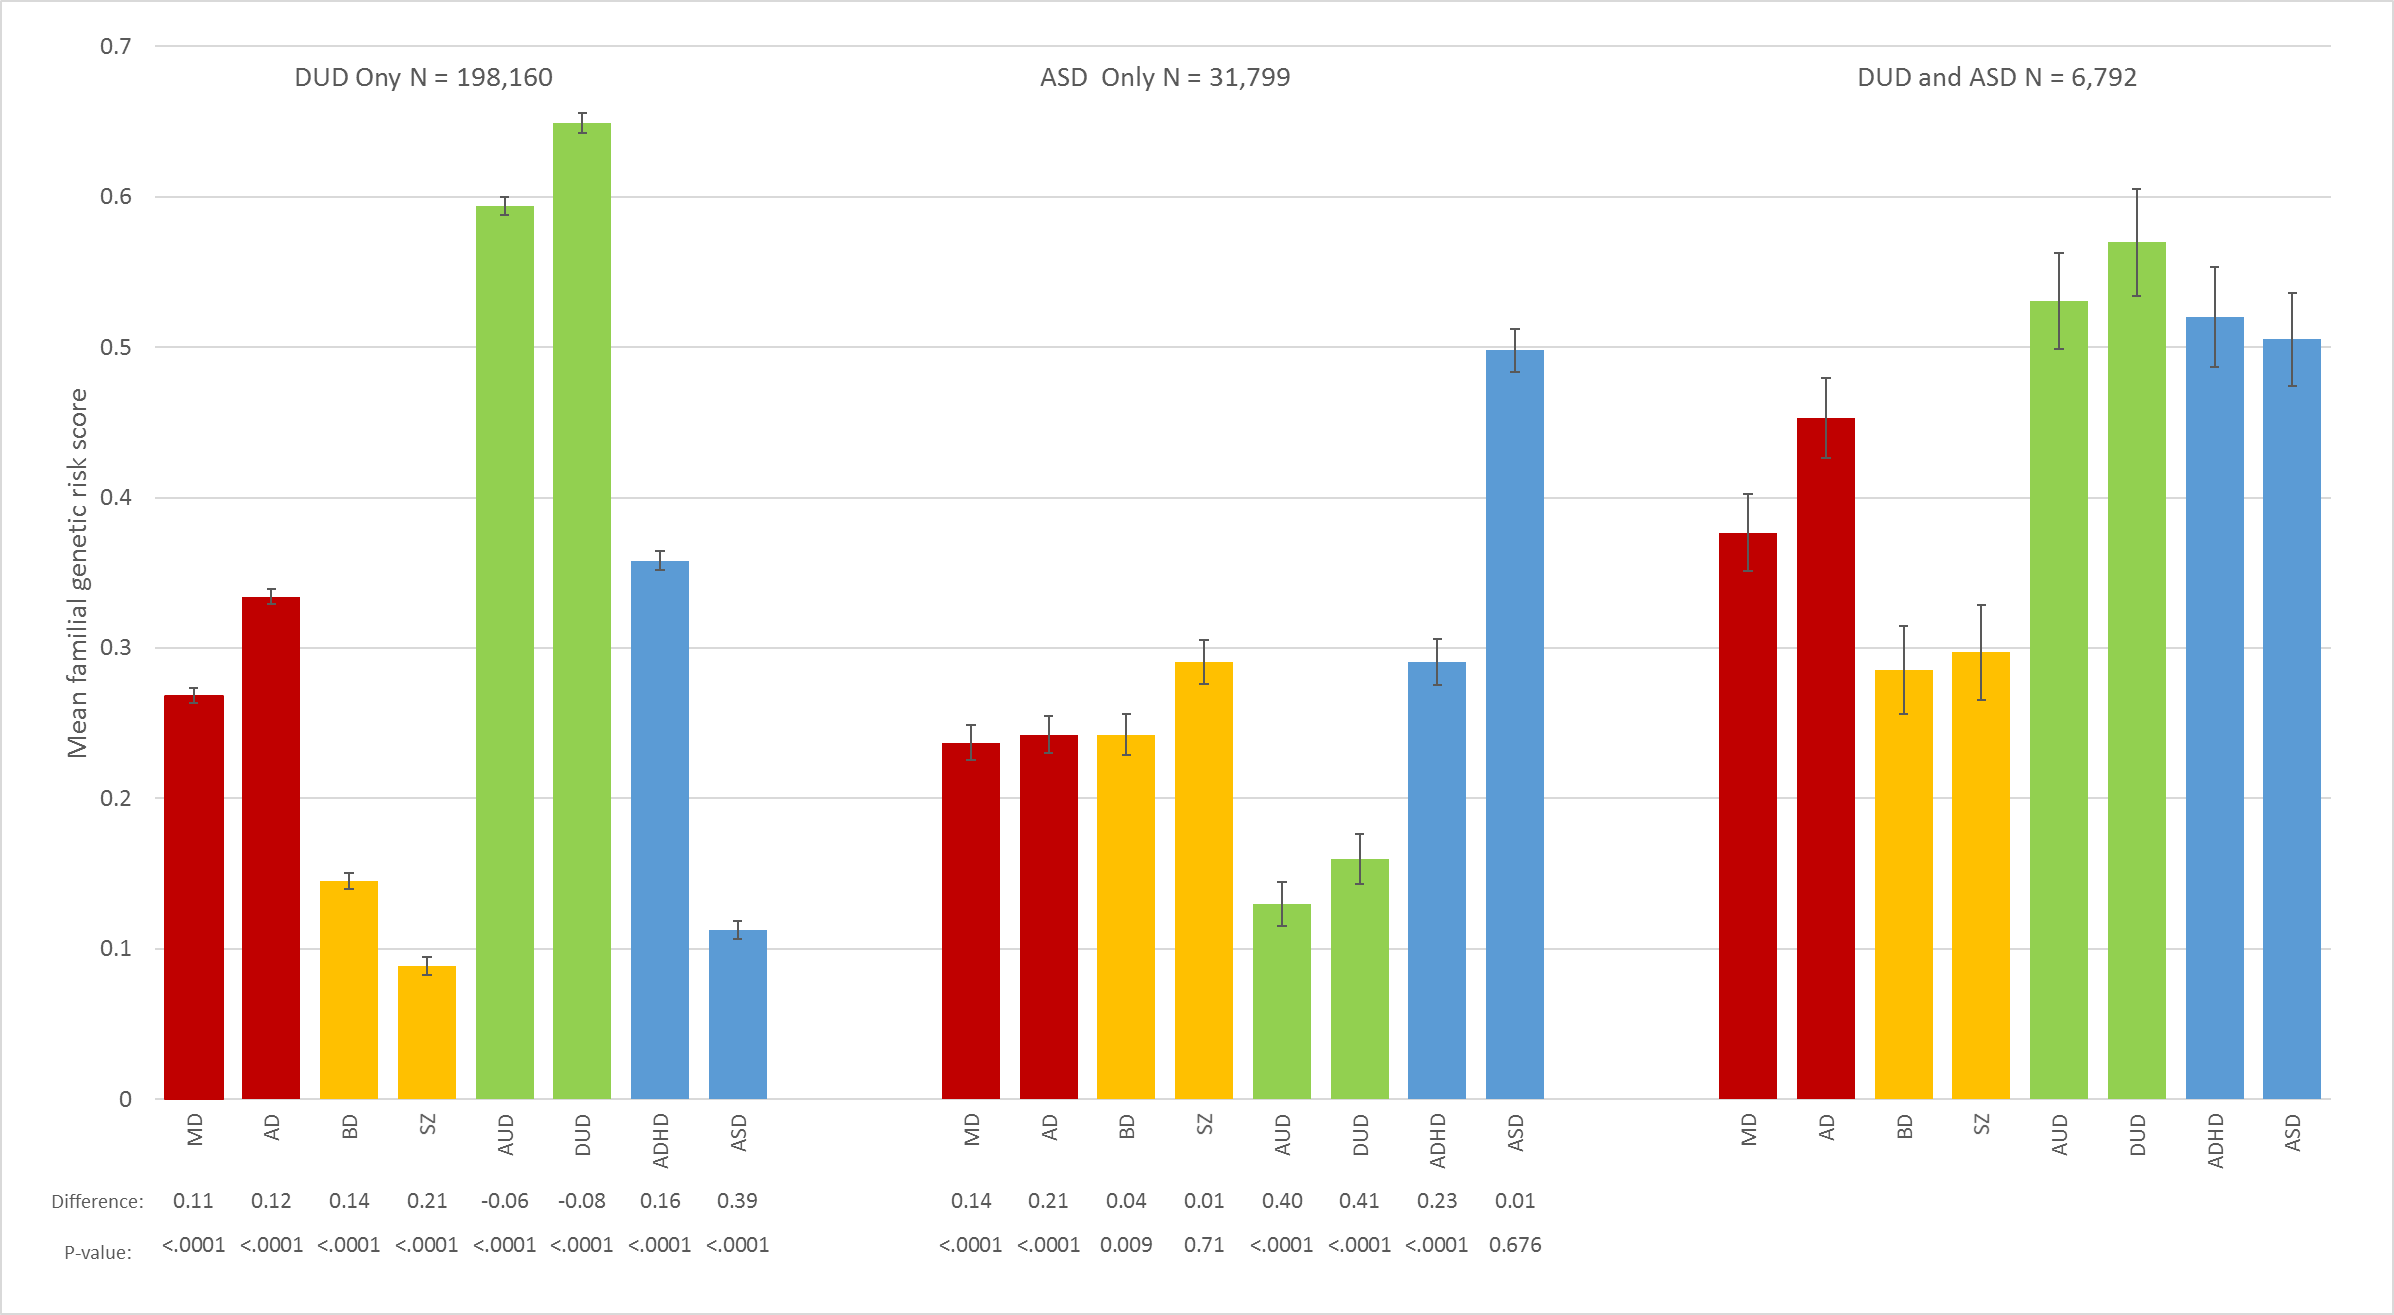 0.7
DUD Ony N = 198,160
ASD Only N = 31,799
DUD and ASD N = 6,792
0.6
0.5
0.4
0.3
0.2
0.1
0
Mean familial genetic risk score
MD AD BD SZ AUD DUD ADHD ASD
MD AD BD SZ AUD DUD ADHD ASD
MD AD BD SZ AUD DUD ADHD ASD
Difference: 0.11 0.12 0.14 0.21 -0.06 -0.08 0.16 0.39 0.14 0.21 0.04 0.01 0.40 0.41 0.23 0.01
P-value: <.0001 <.0001 <.0001 <.0001 <.0001 <.0001 <.0001 <.0001 <.0001 <.0001 0.009 0.71 <.0001 <.0001 <.0001 0.676